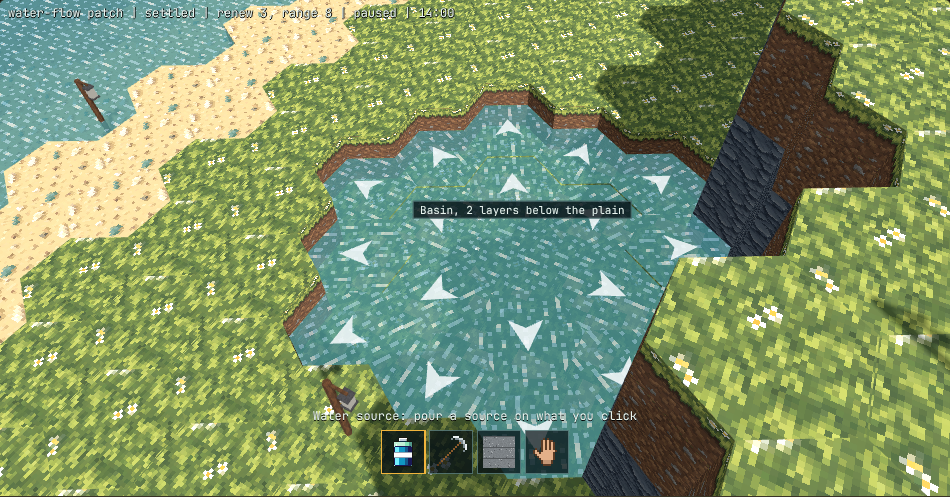 water-flow patch | settled | renew 3, range 8 | paused | 14:00
Basin, 2 layers below the plain
Water source: pour a source on what you click